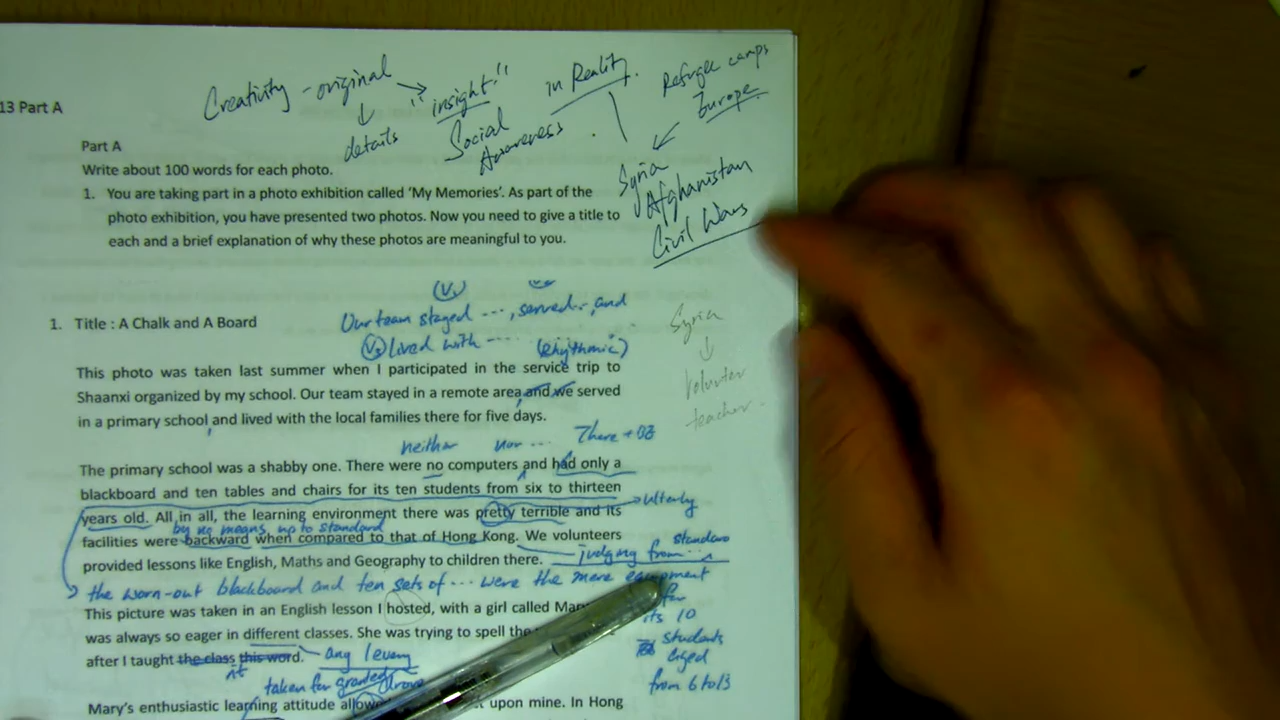 Creativity - original → "insight!" in Reality. Refugee camps
details Social Awareness Europe.
Syria
Afghanistan
Civil Wars
13 Part A
Part A
Write about 100 words for each photo.
1. You are taking part in a photo exhibition called 'My Memories'. As part of the
photo exhibition, you have presented two photos. Now you need to give a title to
each and a brief explanation of why these photos are meaningful to you.
Our team staged ..., served.., and
lived with ..... (rhythmic)
1. Title : A Chalk and A Board
Syria
↓
volunteer
teacher.
This photo was taken last summer when I participated in the service trip to
Shaanxi organized by my school. Our team stayed in a remote area and we served
in a primary school and lived with the local families there for five days.
neither nor ... There + BE
The primary school was a shabby one. There were no computers and had only a
blackboard and ten tables and chairs for its ten students from six to thirteen
years old. All in all, the learning environment there was pretty terrible and its
utterly
by no means up to standard
facilities were backward when compared to that of Hong Kong. We volunteers
judging from ... standard
provided lessons like English, Maths and Geography to children there.
the worn-out blackboard and ten sets of ... were the mere equipment
for
its 10
students
aged
from 6 to 13
This picture was taken in an English lesson I hosted, with a girl called
was always so eager in different classes. She was trying to spell the
after I taught the class this word.
any / every
taken for granted
Mary's enthusiastic learning attitude upon mine. In Hong